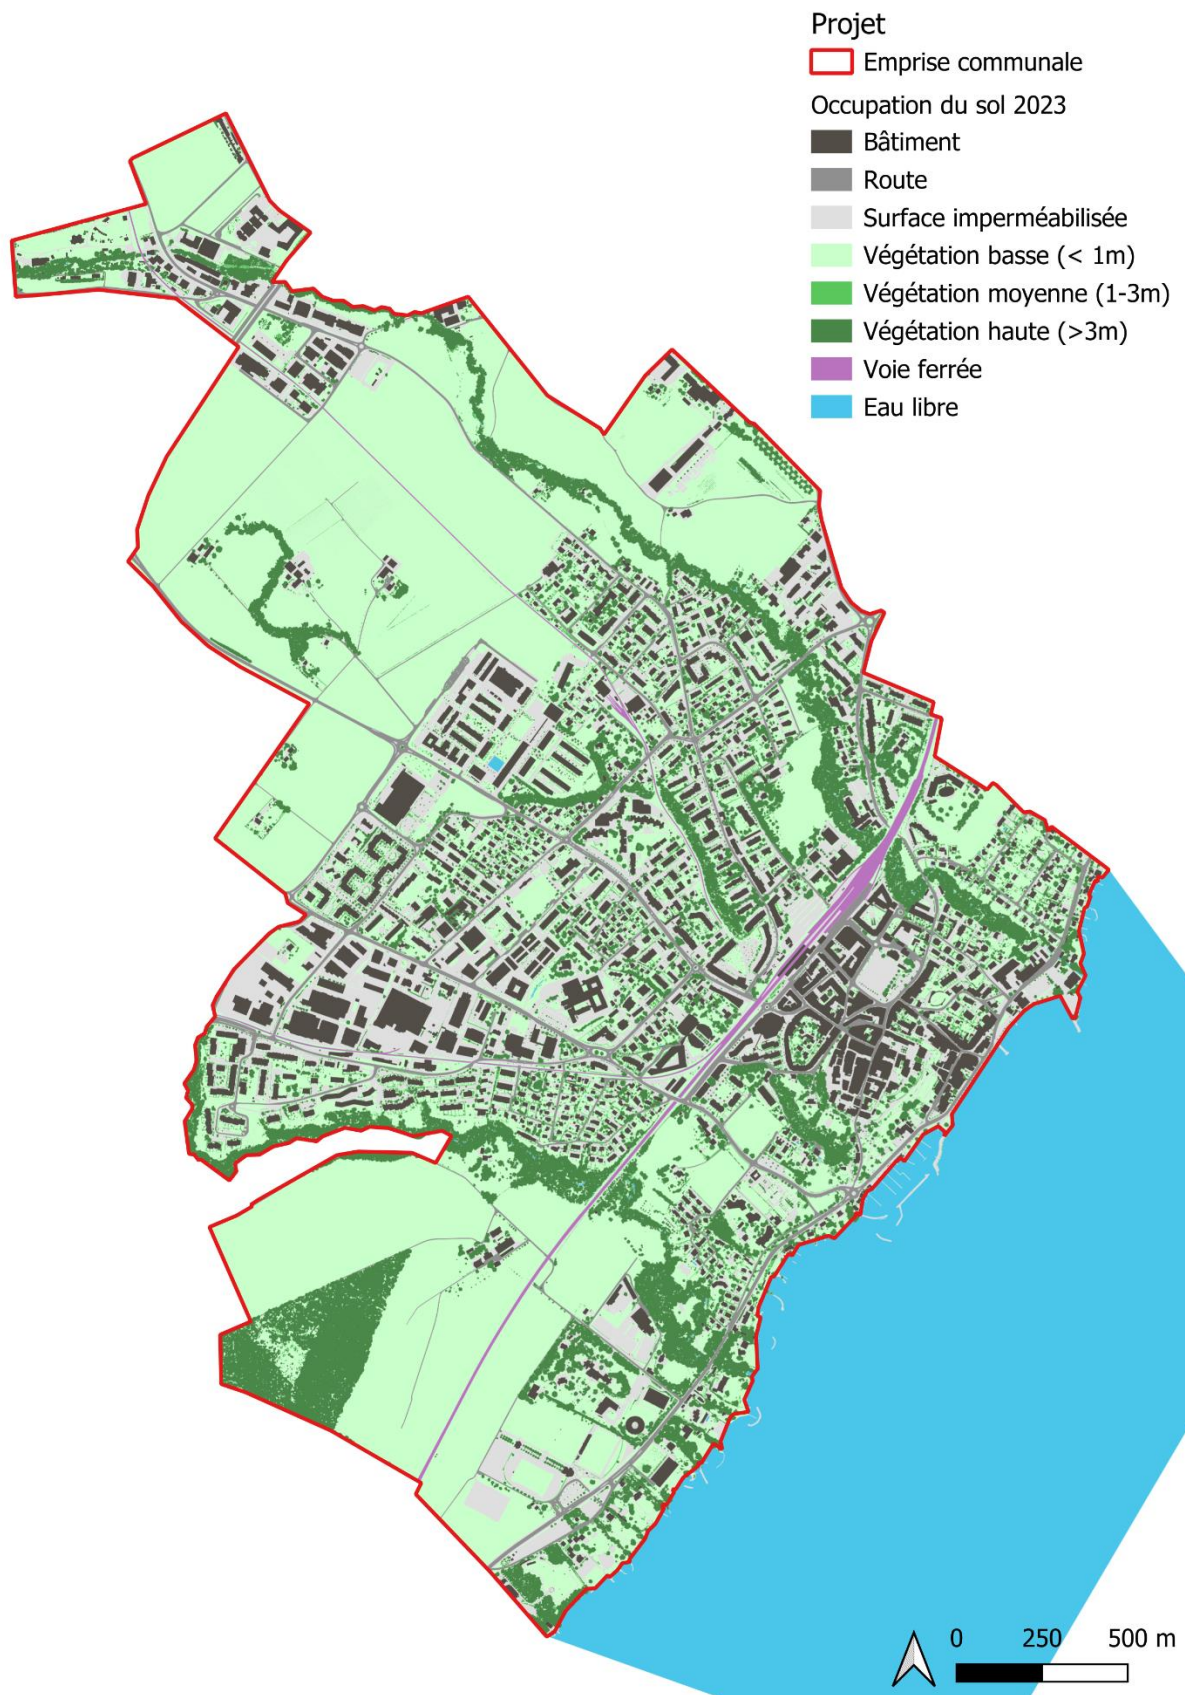 Projet
Emprise communale
Occupation du sol 2023
Bâtiment
Route
Surface imperméabilisée
Végétation basse (< 1m)
Végétation moyenne (1-3m)
Végétation haute (>3m)
Voie ferrée
Eau libre
0 250 500 m